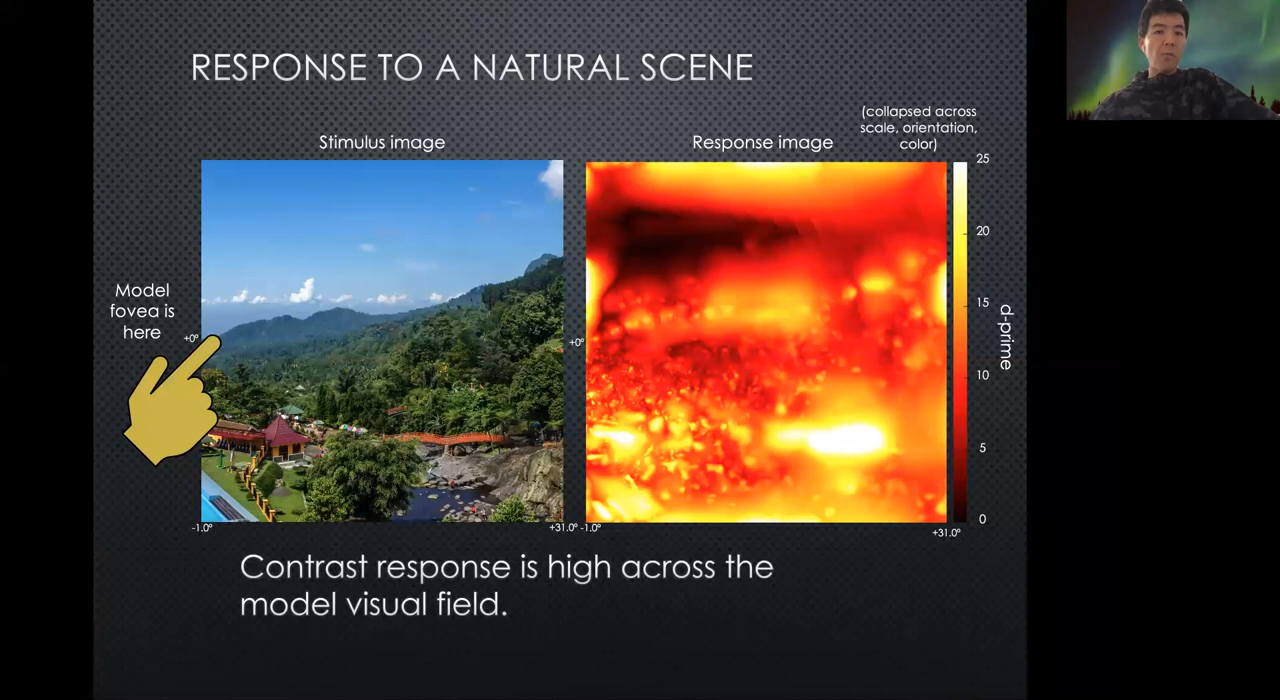 RESPONSE TO A NATURAL SCENE
Stimulus image
Response image
(collapsed across
scale, orientation,
color)
Model
fovea is
here
+0°
-1.0°
+31.0°
+0°
-1.0°
+31.0°
25
20
15
10
5
0
d-prime
Contrast response is high across the
model visual field.